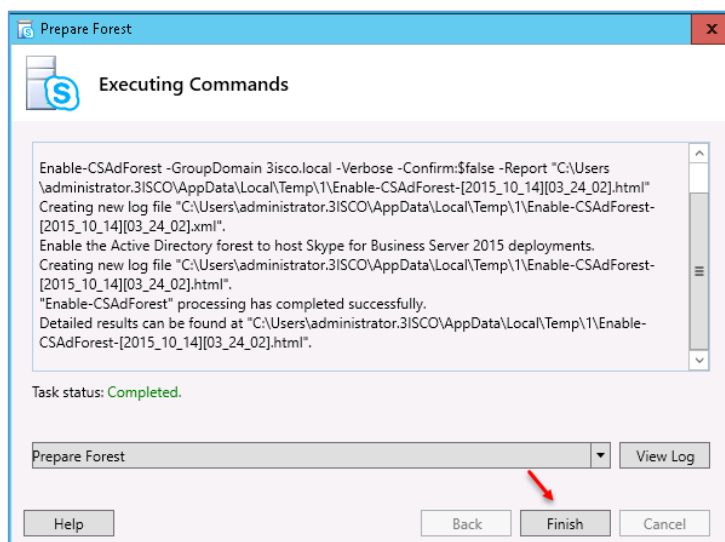 Prepare Forest
x
S
Executing Commands
Enable-CSAdForest -GroupDomain 3isco.local -Verbose -Confirm:$false -Report "C:\Users
\administrator.3ISCO\AppData\Local\Temp\1\Enable-CSAdForest-[2015_10_14][03_24_02].html"
Creating new log file "C:\Users\administrator.3ISCO\AppData\Local\Temp\1\Enable-CSAdForest-
[2015_10_14][03_24_02].xml".
Enable the Active Directory forest to host Skype for Business Server 2015 deployments.
Creating new log file "C:\Users\administrator.3ISCO\AppData\Local\Temp\1\Enable-CSAdForest-
[2015_10_14][03_24_02].html".
"Enable-CSAdForest" processing has completed successfully.
Detailed results can be found at "C:\Users\administrator.3ISCO\AppData\Local\Temp\1\Enable-
CSAdForest-[2015_10_14][03_24_02].html".
Task status: Completed.
Prepare Forest
View Log
Help
Back
Finish
Cancel